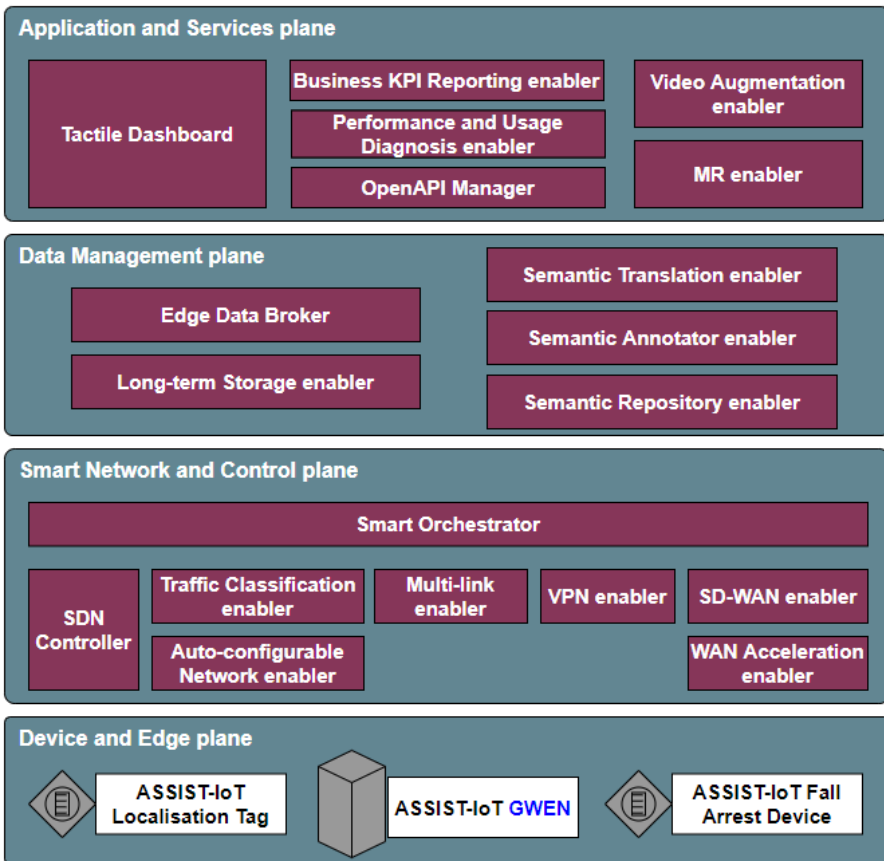 Application and Services plane
Tactile Dashboard
Business KPI Reporting enabler
Performance and Usage
Diagnosis enabler
OpenAPI Manager
Video Augmentation
enabler
MR enabler
Data Management plane
Edge Data Broker
Long-term Storage enabler
Semantic Translation enabler
Semantic Annotator enabler
Semantic Repository enabler
Smart Network and Control plane
Smart Orchestrator
SDN
Controller
Traffic Classification
enabler
Auto-configurable
Network enabler
Multi-link
enabler
VPN enabler
SD-WAN enabler
WAN Acceleration
enabler
Device and Edge plane
ASSIST-IoT
Localisation Tag
ASSIST-IoT GWEN
ASSIST-IoT Fall
Arrest Device